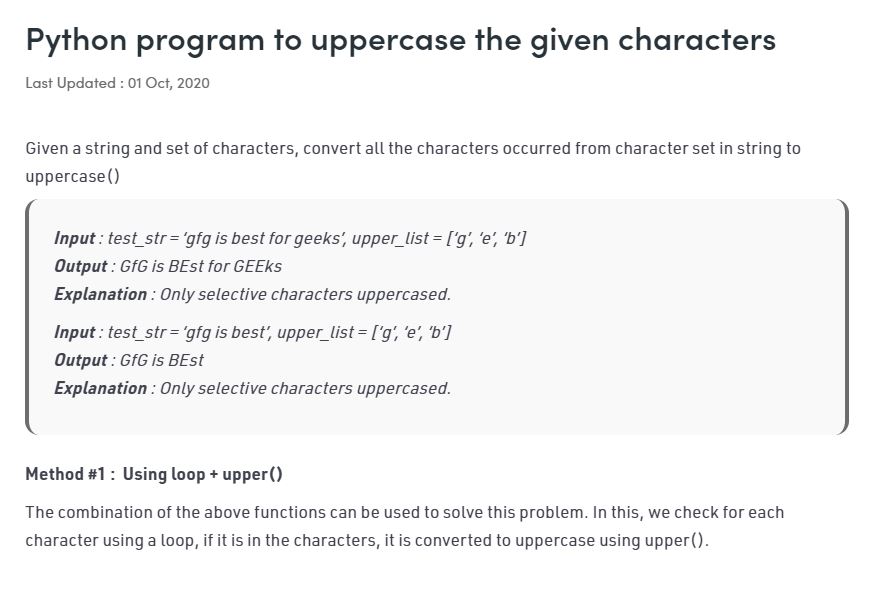 Python program to uppercase the given characters
Last Updated : 01 Oct, 2020
Given a string and set of characters, convert all the characters occurred from character set in string to
uppercase()
Input : test_str = ‘gfg is best for geeks’, upper_list = [‘g’, ‘e’, ‘b’]
Output : GfG is BEst for GEEks
Explanation : Only selective characters uppercased.
Input : test_str = ‘gfg is best’, upper_list = [‘g’, ‘e’, ‘b’]
Output : GfG is BEst
Explanation : Only selective characters uppercased.
Method #1 :  Using loop + upper()
The combination of the above functions can be used to solve this problem. In this, we check for each
character using a loop, if it is in the characters, it is converted to uppercase using upper().